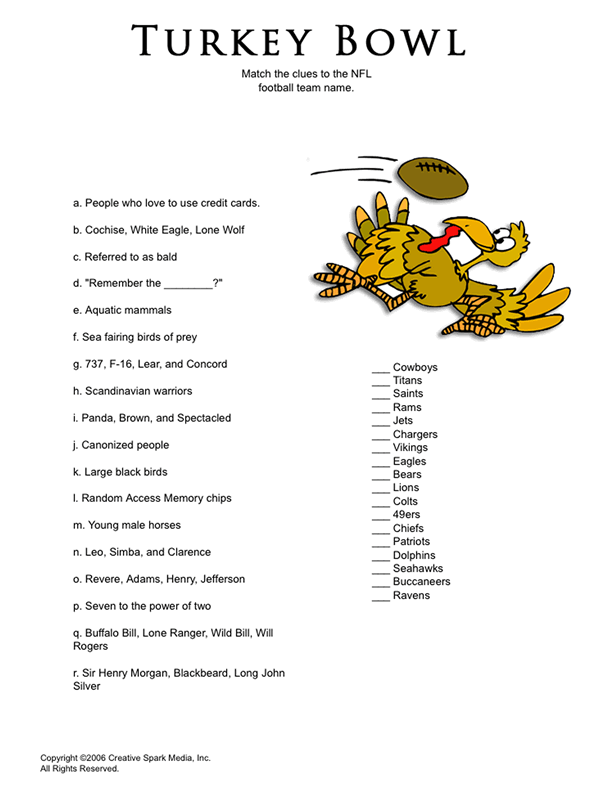 TURKEY BOWL
Match the clues to the NFL
football team name.
a. People who love to use credit cards.
b. Cochise, White Eagle, Lone Wolf
c. Referred to as bald
d. "Remember the ________?"
e. Aquatic mammals
f. Sea fairing birds of prey
g. 737, F-16, Lear, and Concord
h. Scandinavian warriors
i. Panda, Brown, and Spectacled
j. Canonized people
k. Large black birds
l. Random Access Memory chips
m. Young male horses
n. Leo, Simba, and Clarence
o. Revere, Adams, Henry, Jefferson
p. Seven to the power of two
q. Buffalo Bill, Lone Ranger, Wild Bill, Will
Rogers
r. Sir Henry Morgan, Blackbeard, Long John
Silver
___ Cowboys
___ Titans
___ Saints
___ Rams
___ Jets
___ Chargers
___ Vikings
___ Eagles
___ Bears
___ Lions
___ Colts
___ 49ers
___ Chiefs
___ Patriots
___ Dolphins
___ Seahawks
___ Buccaneers
___ Ravens
Copyright ©2006 Creative Spark Media, Inc.
All Rights Reserved.